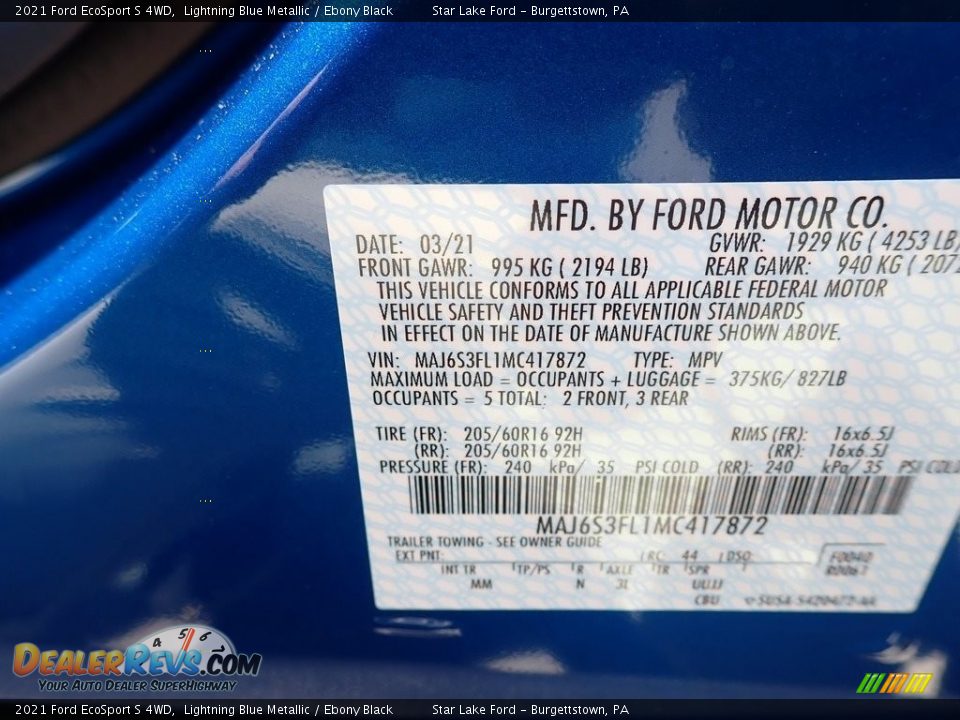 2021 Ford EcoSport S 4WD, Lightning Blue Metallic / Ebony Black Star Lake Ford - Burgettstown, PA
MFD. BY FORD MOTOR CO.
DATE: 03/21 GVWR: 1929 KG ( 4253 LB)
FRONT GAWR: 995 KG ( 2194 LB) REAR GAWR: 940 KG ( 2072
THIS VEHICLE CONFORMS TO ALL APPLICABLE FEDERAL MOTOR
VEHICLE SAFETY AND THEFT PREVENTION STANDARDS
IN EFFECT ON THE DATE OF MANUFACTURE SHOWN ABOVE.
VIN: MAJ6S3FL1MC417872 TYPE: MPV
MAXIMUM LOAD = OCCUPANTS + LUGGAGE = 375KG/ 827LB
OCCUPANTS = 5 TOTAL: 2 FRONT, 3 REAR
TIRE (FR): 205/60R16 92H RIMS (FR): 16x6.5J
(RR): 205/60R16 92H (RR): 16x6.5J
PRESSURE (FR): 240 kPa/ 35 PSI COLD (RR): 240 kPa/ 35 PSI COLD
MAJ6S3FL1MC417872
TRAILER TOWING - SEE OWNER GUIDE
EXT PNT: RC: 44 DSO:
INT TR TP/PS R AXLE TR SPR
MM N 3L UUJJ
CBU
DEALERREVS.COM
YOUR AUTO DEALER SUPERHIGHWAY
2021 Ford EcoSport S 4WD, Lightning Blue Metallic / Ebony Black Star Lake Ford - Burgettstown, PA